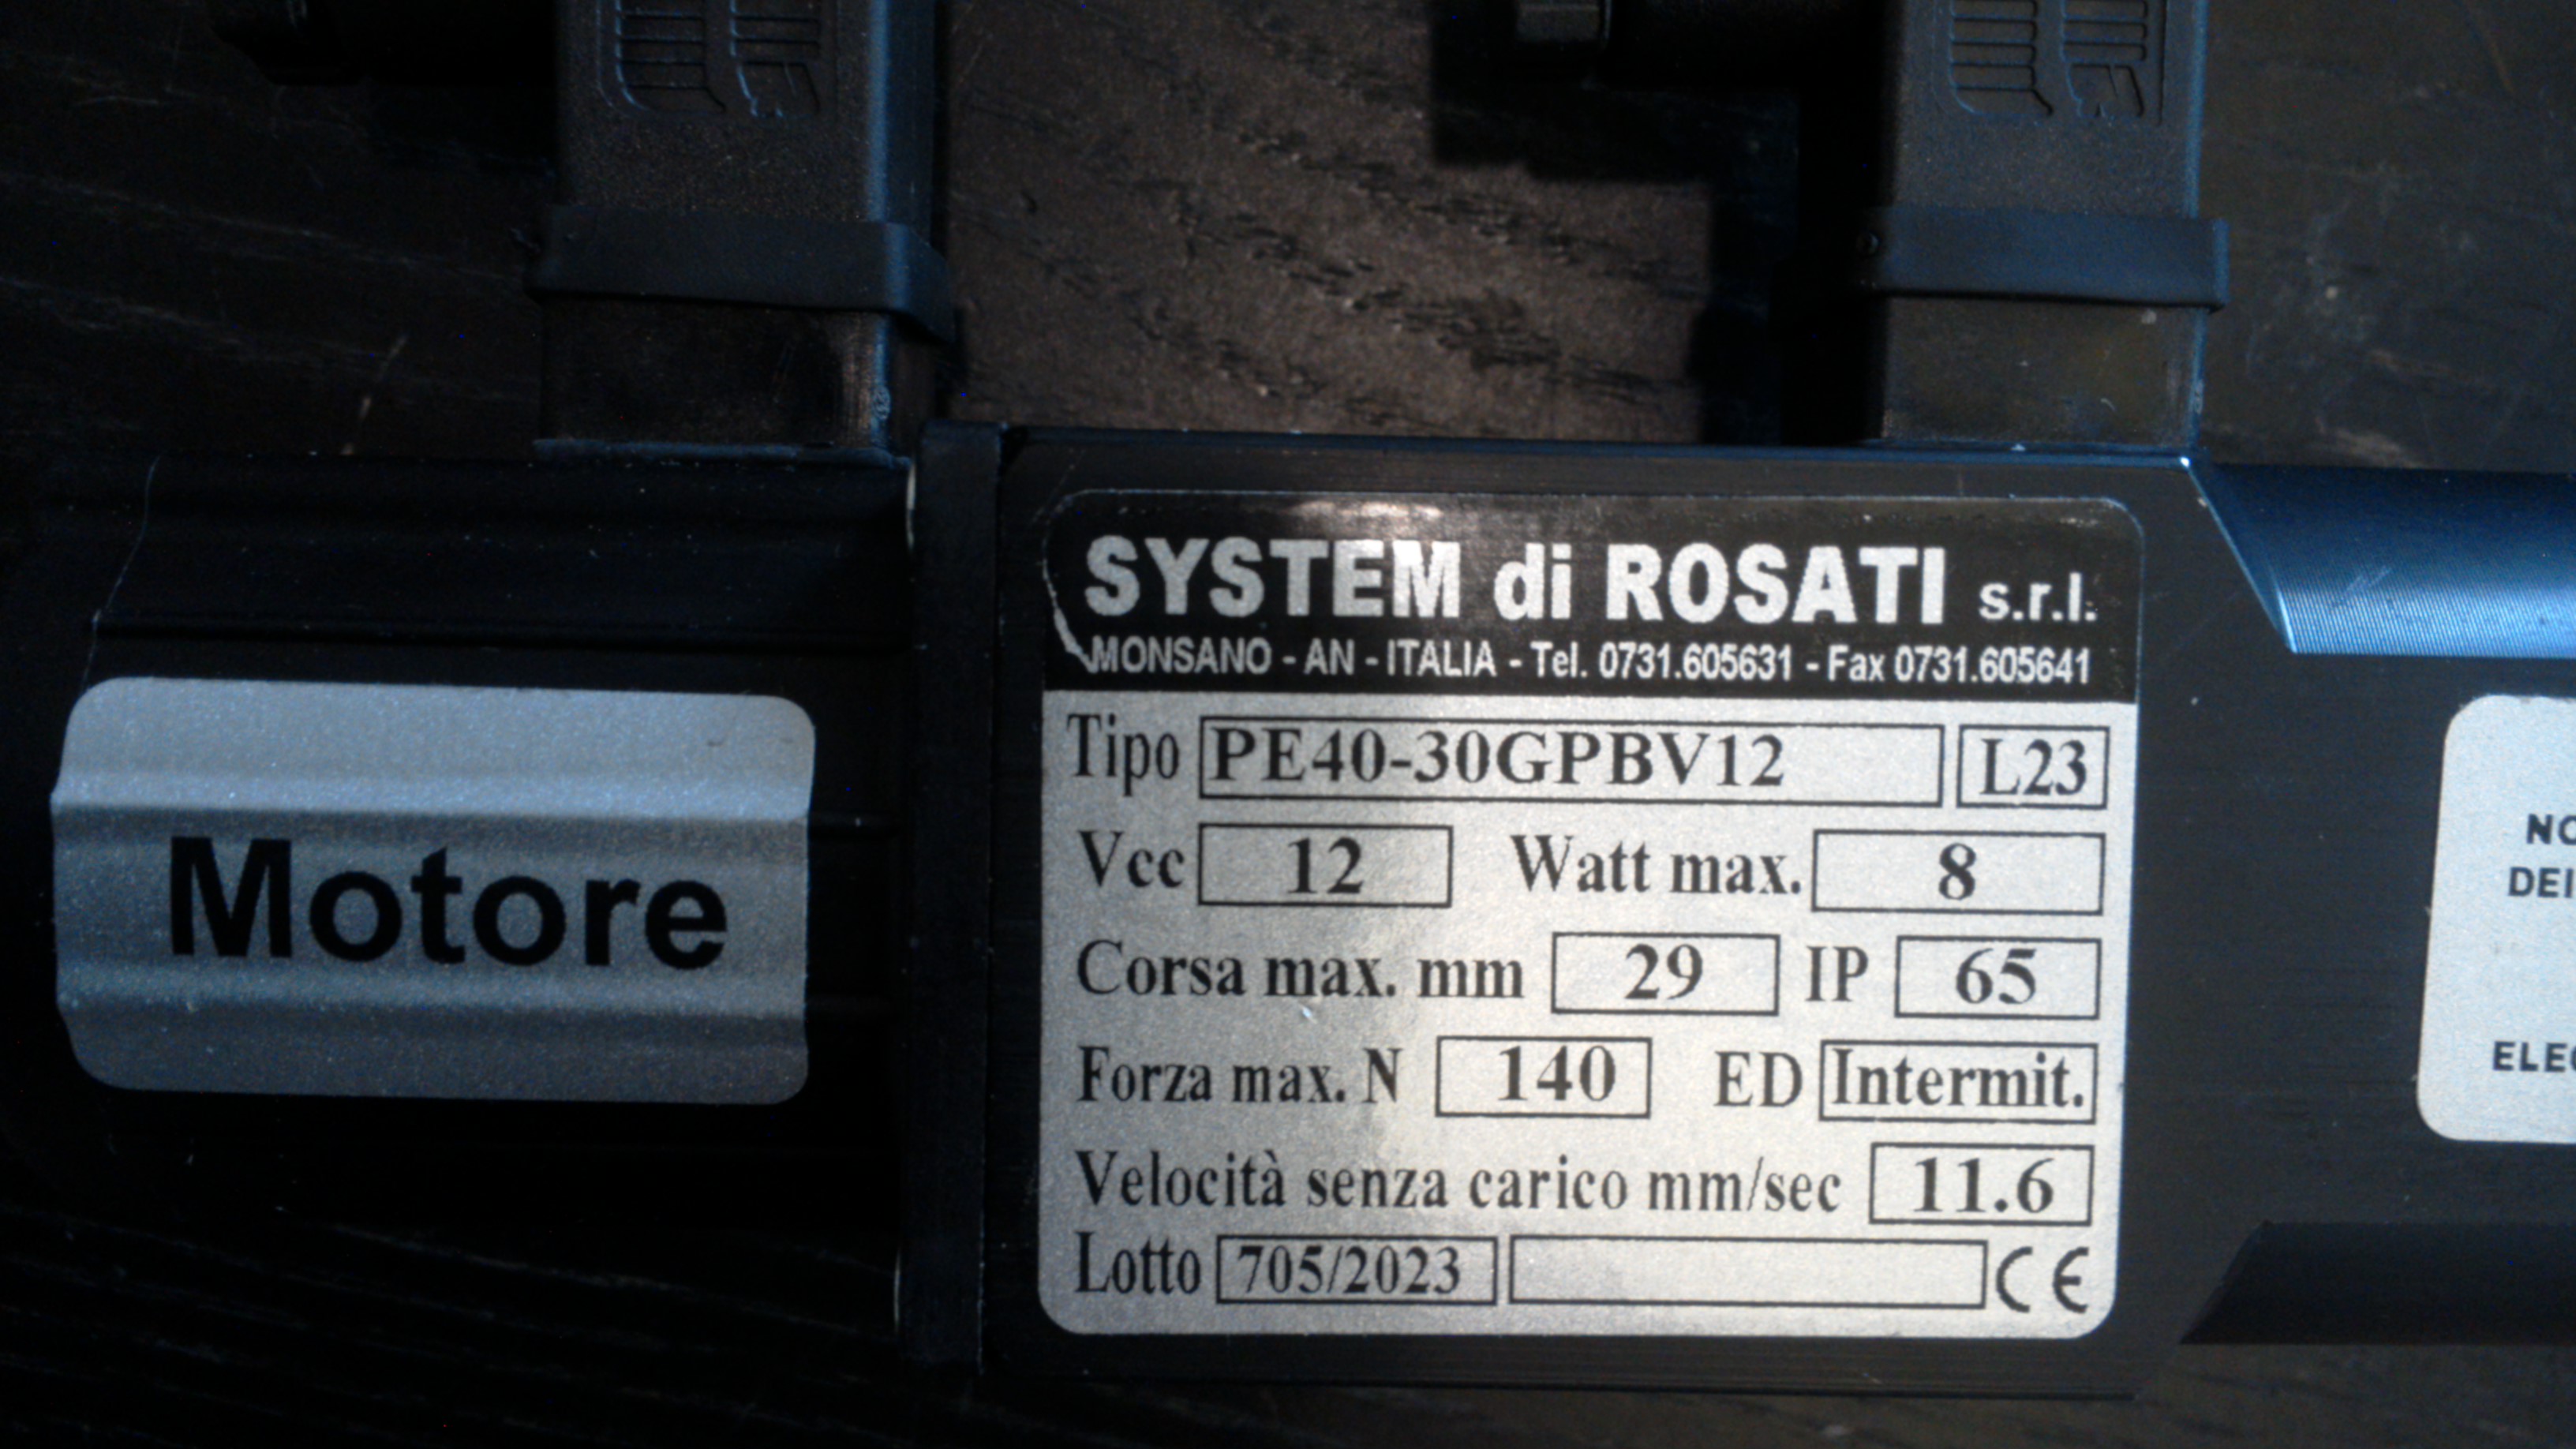 Motore
SYSTEM di ROSATI s.r.l.
MONSANO - AN - ITALIA - Tel. 0731.605631 - Fax 0731.605641
Tipo PE40-30GPBV12 L23
Vcc 12 Watt max. 8
Corsa max. mm 29 IP 65
Forza max. N 140 ED Intermit.
Velocità senza carico mm/sec 11.6
Lotto 705/2023 CE